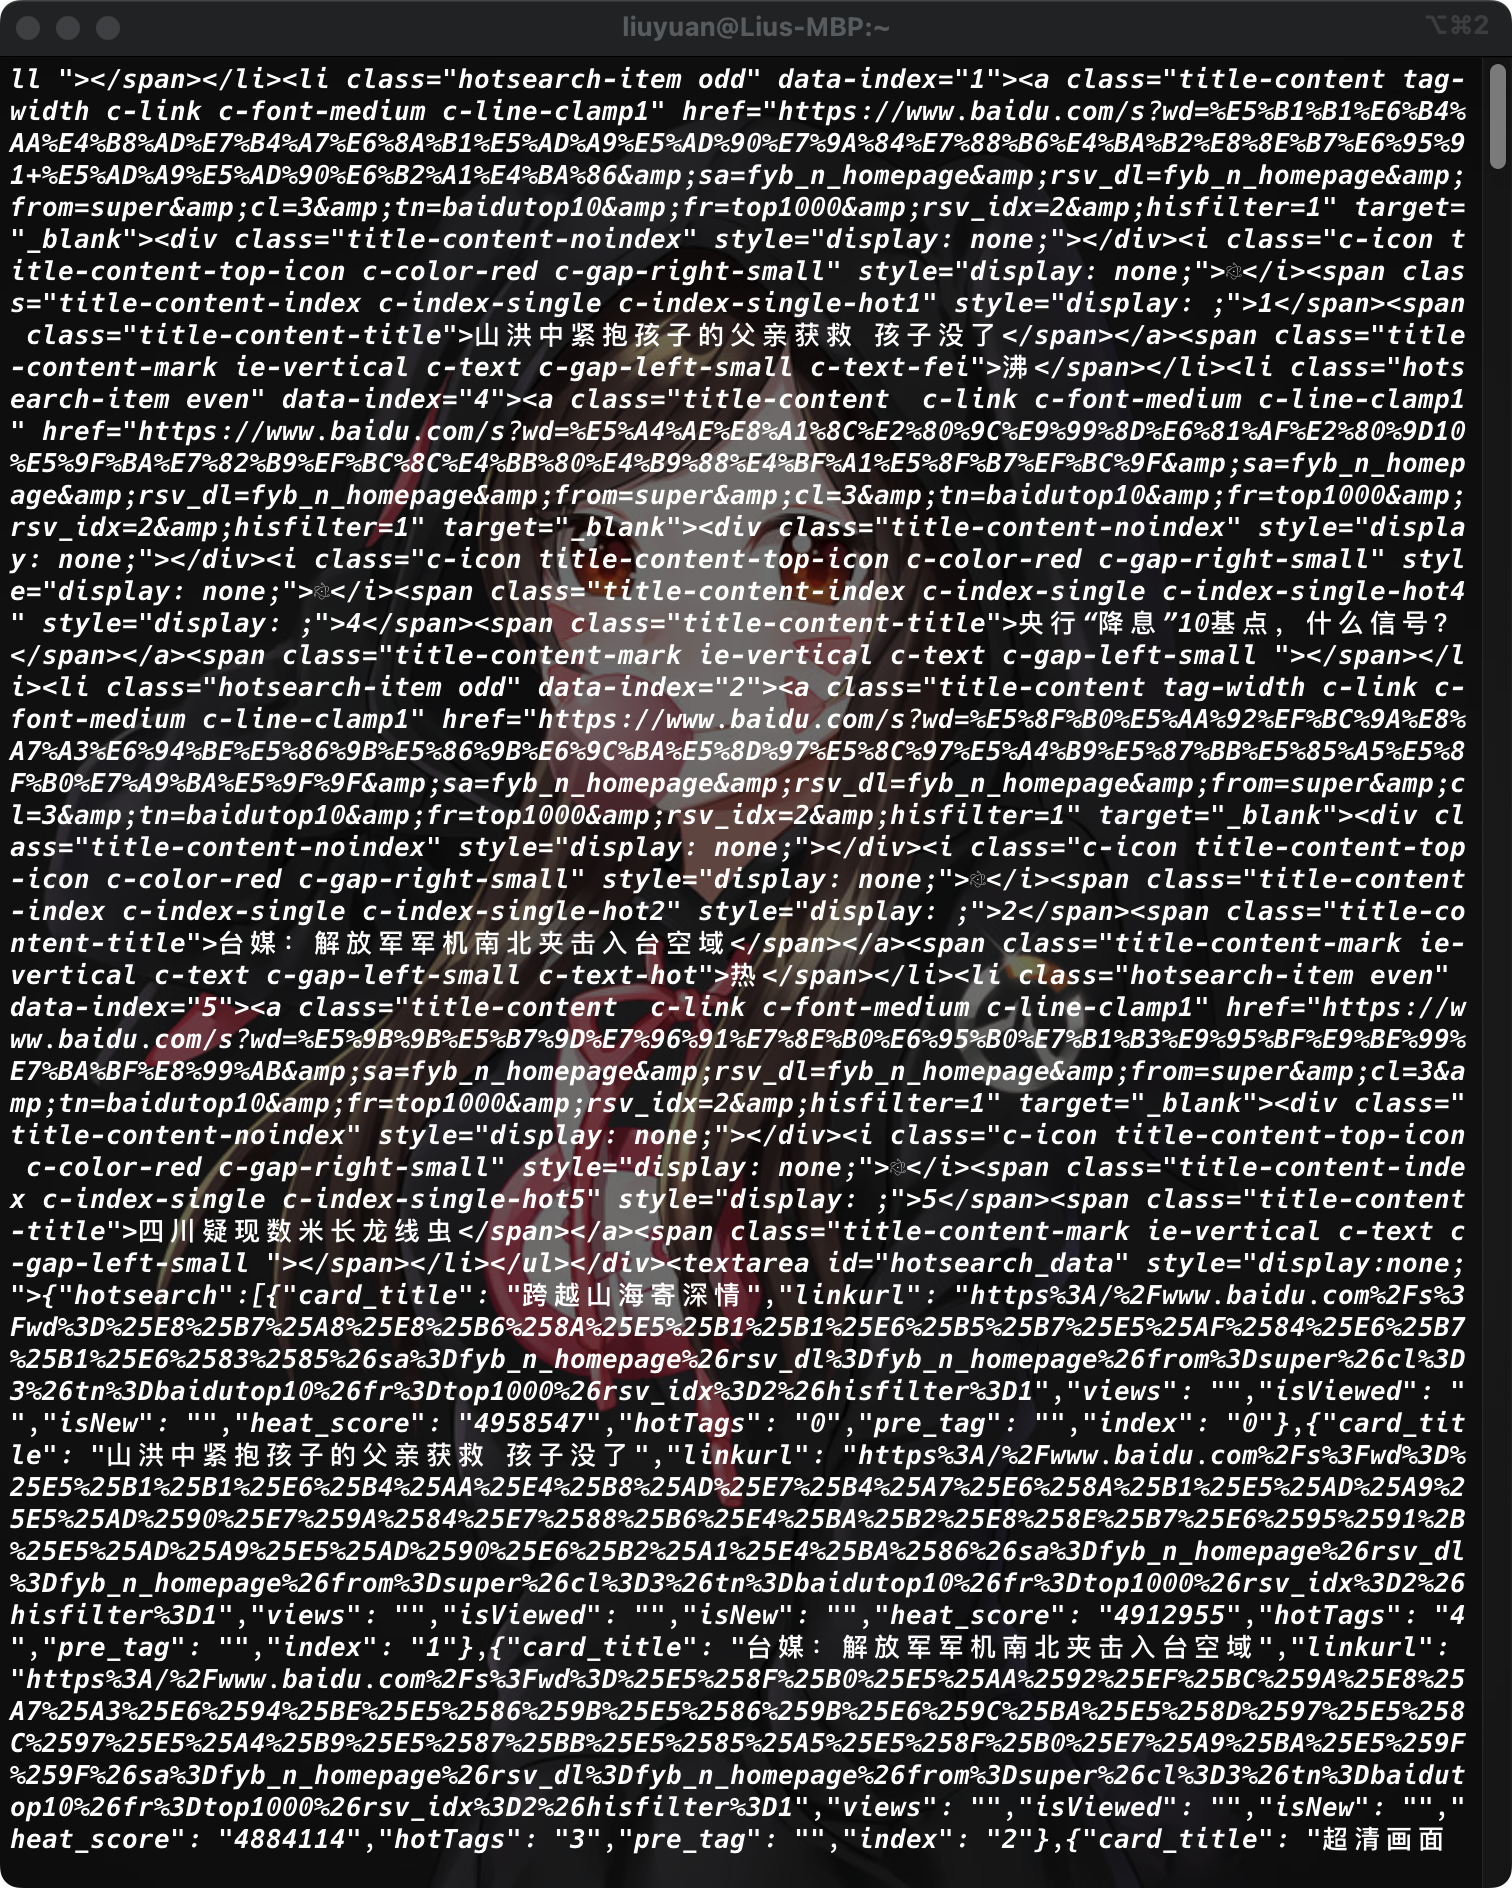 liuyuan@Lius-MBP:~
⌥⌘2
ll "></span></li><li class="hotsearch-item odd" data-index="1"><a class="title-content tag-
width c-link c-font-medium c-line-clamp1" href="https://www.baidu.com/s?wd=%E5%B1%B1%E6%B4%
AA%E4%B8%AD%E7%B4%A7%E6%8A%B1%E5%AD%A9%E5%AD%90%E7%9A%84%E7%88%B6%E4%BA%B2%E8%8E%B7%E6%95%9
1+%E5%AD%A9%E5%AD%90%E6%B2%A1%E4%BA%86&amp;sa=fyb_n_homepage&amp;rsv_dl=fyb_n_homepage&amp;
from=super&amp;cl=3&amp;tn=baidutop10&amp;fr=top1000&amp;rsv_idx=2&amp;hisfilter=1" target=
"_blank"><div class="title-content-noindex" style="display: none;"></div><i class="c-icon t
itle-content-top-icon c-color-red c-gap-right-small" style="display: none;"></i><span clas
s="title-content-index c-index-single c-index-single-hot1" style="display: ;">1</span><span
 class="title-content-title">山洪中紧抱孩子的父亲获救 孩子没了</span></a><span class="title
-content-mark ie-vertical c-text c-gap-left-small c-text-fei">沸</span></li><li class="hots
earch-item even" data-index="4"><a class="title-content  c-link c-font-medium c-line-clamp1
" href="https://www.baidu.com/s?wd=%E5%A4%AE%E8%A1%8C%E2%80%9C%E9%99%8D%E6%81%AF%E2%80%9D10
%E5%9F%BA%E7%82%B9%EF%BC%8C%E4%BB%80%E4%B9%88%E4%BF%A1%E5%8F%B7%EF%BC%9F&amp;sa=fyb_n_homep
age&amp;rsv_dl=fyb_n_homepage&amp;from=super&amp;cl=3&amp;tn=baidutop10&amp;fr=top1000&amp;
rsv_idx=2&amp;hisfilter=1" target="_blank"><div class="title-content-noindex" style="displa
y: none;"></div><i class="c-icon title-content-top-icon c-color-red c-gap-right-small" styl
e="display: none;"></i><span class="title-content-index c-index-single c-index-single-hot4
" style="display: ;">4</span><span class="title-content-title">央行“降息”10基点，什么信号？
</span></a><span class="title-content-mark ie-vertical c-text c-gap-left-small "></span></l
i><li class="hotsearch-item odd" data-index="2"><a class="title-content tag-width c-link c-
font-medium c-line-clamp1" href="https://www.baidu.com/s?wd=%E5%8F%B0%E5%AA%92%EF%BC%9A%E8%
A7%A3%E6%94%BE%E5%86%9B%E5%86%9B%E6%9C%BA%E5%8D%97%E5%8C%97%E5%A4%B9%E5%87%BB%E5%85%A5%E5%8
F%B0%E7%A9%BA%E5%9F%9F&amp;sa=fyb_n_homepage&amp;rsv_dl=fyb_n_homepage&amp;from=super&amp;c
l=3&amp;tn=baidutop10&amp;fr=top1000&amp;rsv_idx=2&amp;hisfilter=1" target="_blank"><div cl
ass="title-content-noindex" style="display: none;"></div><i class="c-icon title-content-top
-icon c-color-red c-gap-right-small" style="display: none;"></i><span class="title-content
-index c-index-single c-index-single-hot2" style="display: ;">2</span><span class="title-co
ntent-title">台媒：解放军军机南北夹击入台空域</span></a><span class="title-content-mark ie-
vertical c-text c-gap-left-small c-text-hot">热</span></li><li class="hotsearch-item even" 
data-index="5"><a class="title-content  c-link c-font-medium c-line-clamp1" href="https://w
ww.baidu.com/s?wd=%E5%9B%9B%E5%B7%9D%E7%96%91%E7%8E%B0%E6%95%B0%E7%B1%B3%E9%95%BF%E9%BE%99%
E7%BA%BF%E8%99%AB&amp;sa=fyb_n_homepage&amp;rsv_dl=fyb_n_homepage&amp;from=super&amp;cl=3&a
mp;tn=baidutop10&amp;fr=top1000&amp;rsv_idx=2&amp;hisfilter=1" target="_blank"><div class="
title-content-noindex" style="display: none;"></div><i class="c-icon title-content-top-icon
 c-color-red c-gap-right-small" style="display: none;"></i><span class="title-content-inde
x c-index-single c-index-single-hot5" style="display: ;">5</span><span class="title-content
-title">四川疑现数米长龙线虫</span></a><span class="title-content-mark ie-vertical c-text c
-gap-left-small "></span></li></ul></div><textarea id="hotsearch_data" style="display:none;
">{"hotsearch":[{"card_title": "跨越山海寄深情","linkurl": "https%3A/%2Fwww.baidu.com%2Fs%3
Fwd%3D%25E8%25B7%25A8%25E8%25B6%258A%25E5%25B1%25B1%25E6%25B5%25B7%25E5%25AF%2584%25E6%25B7
%25B1%25E6%2583%2585%26sa%3Dfyb_n_homepage%26rsv_dl%3Dfyb_n_homepage%26from%3Dsuper%26cl%3D
3%26tn%3Dbaidutop10%26fr%3Dtop1000%26rsv_idx%3D2%26hisfilter%3D1","views": "","isViewed": "
","isNew": "","heat_score": "4958547","hotTags": "0","pre_tag": "","index": "0"},{"card_tit
le": "山洪中紧抱孩子的父亲获救 孩子没了","linkurl": "https%3A/%2Fwww.baidu.com%2Fs%3Fwd%3D%
25E5%25B1%25B1%25E6%25B4%25AA%25E4%25B8%25AD%25E7%25B4%25A7%25E6%258A%25B1%25E5%25AD%25A9%2
5E5%25AD%2590%25E7%259A%2584%25E7%2588%25B6%25E4%25BA%25B2%25E8%258E%25B7%25E6%2595%2591%2B
%25E5%25AD%25A9%25E5%25AD%2590%25E6%25B2%25A1%25E4%25BA%2586%26sa%3Dfyb_n_homepage%26rsv_dl
%3Dfyb_n_homepage%26from%3Dsuper%26cl%3D3%26tn%3Dbaidutop10%26fr%3Dtop1000%26rsv_idx%3D2%26
hisfilter%3D1","views": "","isViewed": "","isNew": "","heat_score": "4912955","hotTags": "4
","pre_tag": "","index": "1"},{"card_title": "台媒：解放军军机南北夹击入台空域","linkurl": 
"https%3A/%2Fwww.baidu.com%2Fs%3Fwd%3D%25E5%258F%25B0%25E5%25AA%2592%25EF%25BC%259A%25E8%25
A7%25A3%25E6%2594%25BE%25E5%2586%259B%25E5%2586%259B%25E6%259C%25BA%25E5%258D%2597%25E5%258
C%2597%25E5%25A4%25B9%25E5%2587%25BB%25E5%2585%25A5%25E5%258F%25B0%25E7%25A9%25BA%25E5%259F
%259F%26sa%3Dfyb_n_homepage%26rsv_dl%3Dfyb_n_homepage%26from%3Dsuper%26cl%3D3%26tn%3Dbaidut
op10%26fr%3Dtop1000%26rsv_idx%3D2%26hisfilter%3D1","views": "","isViewed": "","isNew": "","
heat_score": "4884114","hotTags": "3","pre_tag": "","index": "2"},{"card_title": "超清画面